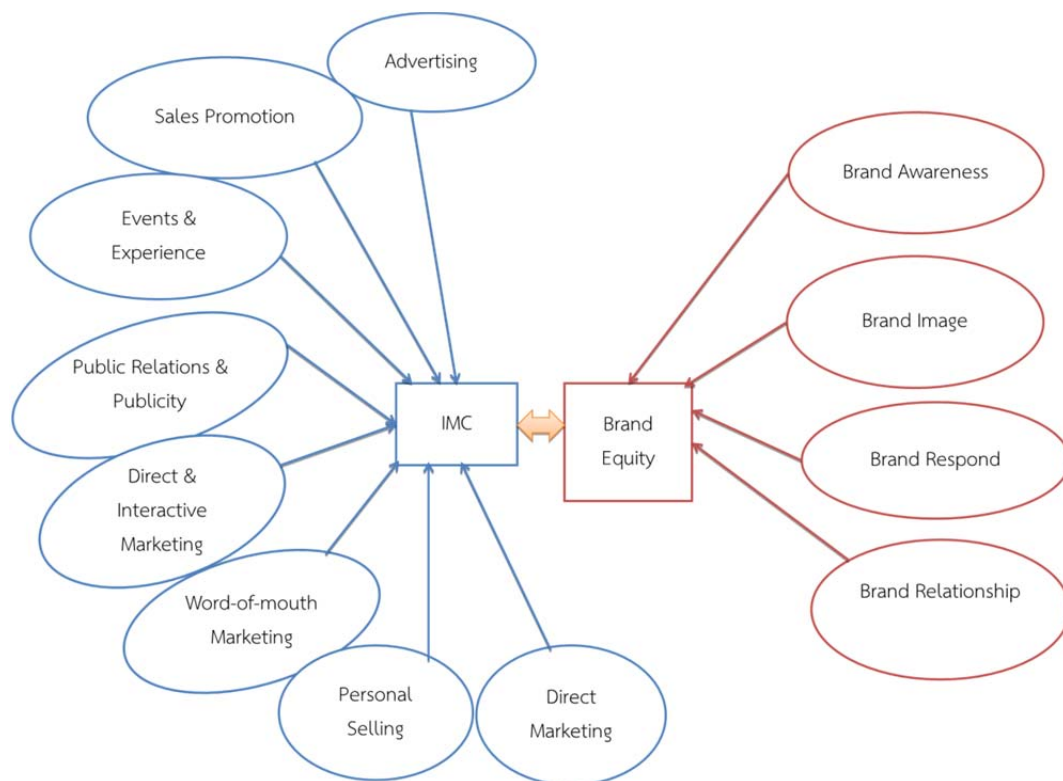 Advertising
Sales Promotion
Events &
Experience
Public Relations &
Publicity
Direct &
Interactive
Marketing
Word-of-mouth
Marketing
Personal
Selling
Direct
Marketing
IMC
Brand
Equity
Brand Awareness
Brand Image
Brand Respond
Brand Relationship